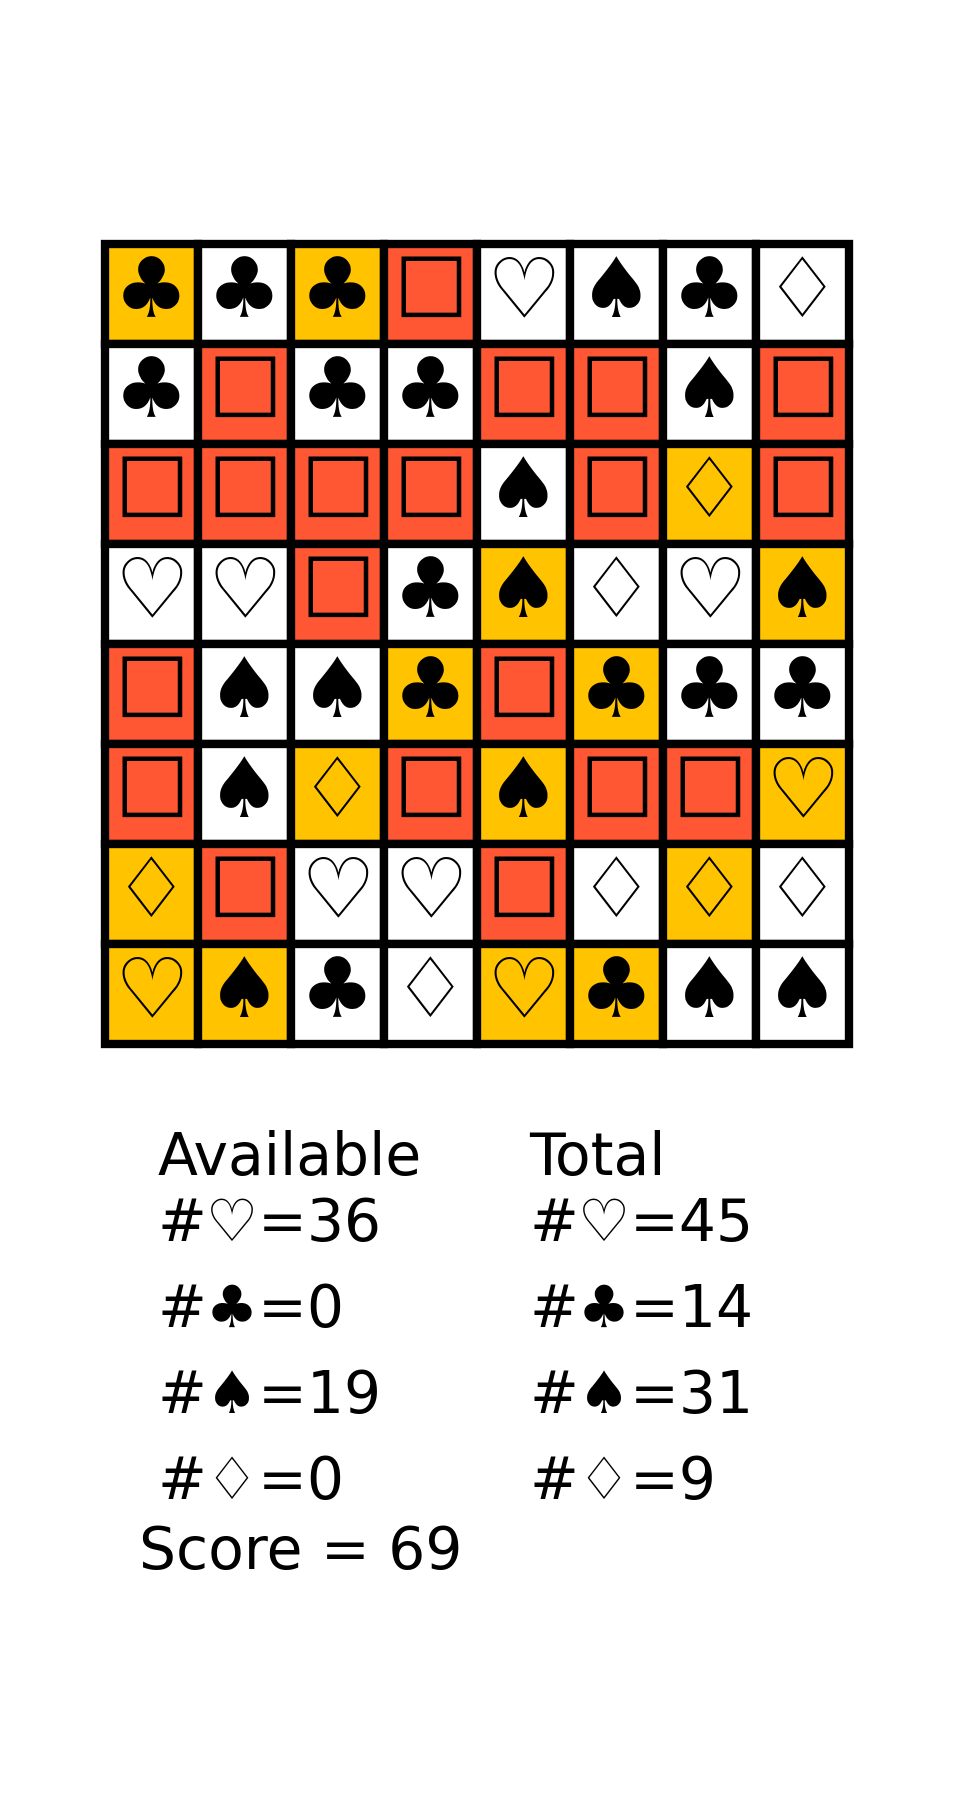 ♣ ♣ ♣ □ ♡ ♠ ♣ ♢
♣ □ ♣ ♣ □ □ ♠ □
□ □ □ □ ♠ □ ♢ □
♡ ♡ □ ♣ ♠ ♢ ♡ ♠
□ ♠ ♠ ♣ □ ♣ ♣ ♣
□ ♠ ♢ □ ♠ □ □ ♡
♢ □ ♡ ♡ □ ♢ ♢ ♢
♡ ♠ ♣ ♢ ♡ ♣ ♠ ♠
Available Total
#♡=36 #♡=45
#♣=0 #♣=14
#♠=19 #♠=31
#♢=0 #♢=9
Score = 69